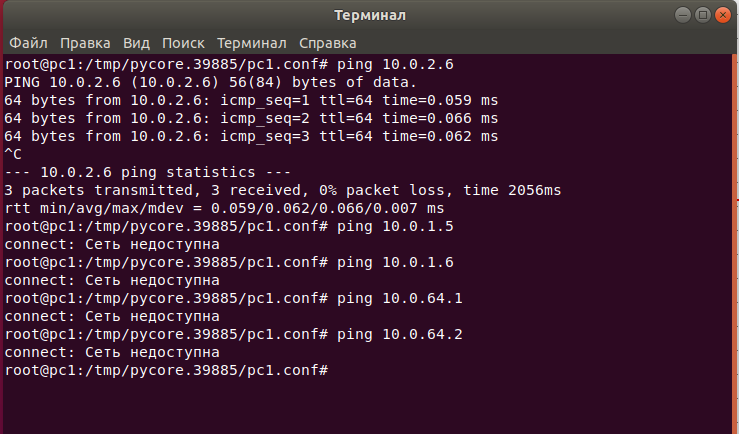 Терминал
Файл Правка Вид Поиск Терминал Справка
root@pc1:/tmp/pycore.39885/pc1.conf# ping 10.0.2.6
PING 10.0.2.6 (10.0.2.6) 56(84) bytes of data.
64 bytes from 10.0.2.6: icmp_seq=1 ttl=64 time=0.059 ms
64 bytes from 10.0.2.6: icmp_seq=2 ttl=64 time=0.066 ms
64 bytes from 10.0.2.6: icmp_seq=3 ttl=64 time=0.062 ms
^C
--- 10.0.2.6 ping statistics ---
3 packets transmitted, 3 received, 0% packet loss, time 2056ms
rtt min/avg/max/mdev = 0.059/0.062/0.066/0.007 ms
root@pc1:/tmp/pycore.39885/pc1.conf# ping 10.0.1.5
connect: Сеть недоступна
root@pc1:/tmp/pycore.39885/pc1.conf# ping 10.0.1.6
connect: Сеть недоступна
root@pc1:/tmp/pycore.39885/pc1.conf# ping 10.0.64.1
connect: Сеть недоступна
root@pc1:/tmp/pycore.39885/pc1.conf# ping 10.0.64.2
connect: Сеть недоступна
root@pc1:/tmp/pycore.39885/pc1.conf#